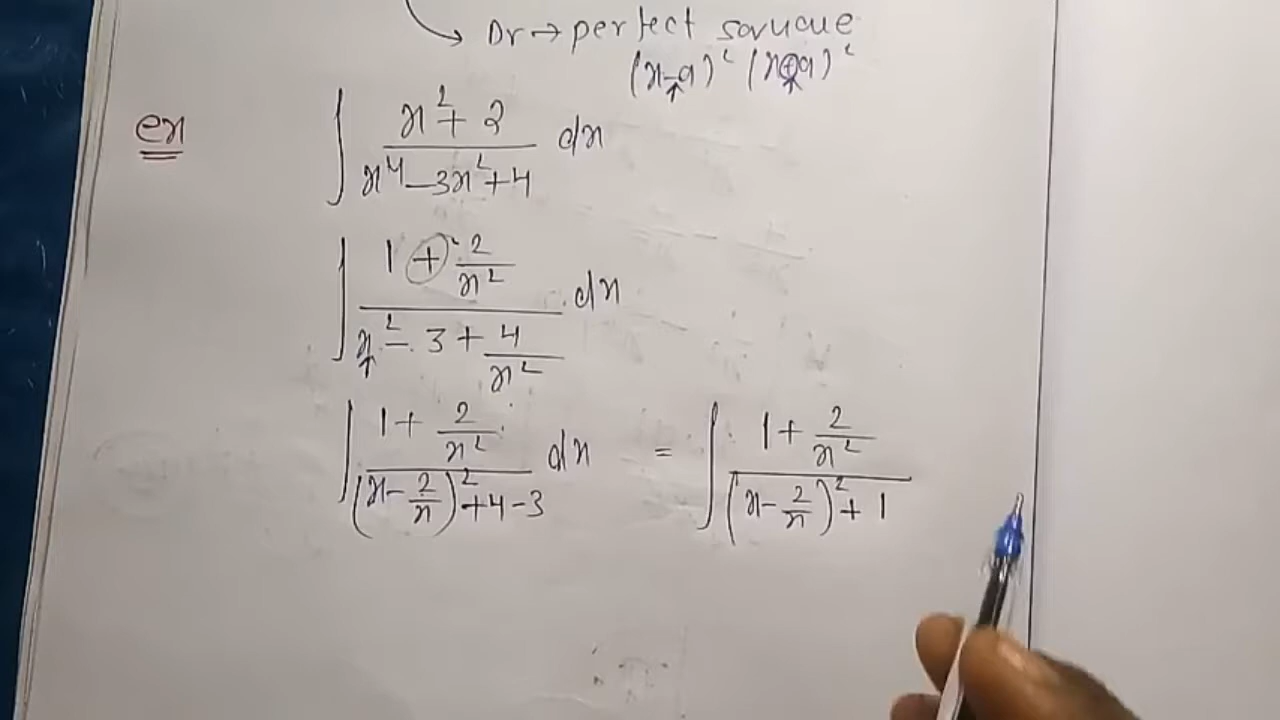 Dr → perfect square
(x-a)² (x+a)²
ex ∫ x²+2 / x⁴-3x²+4 dx
∫ 1 + 2/x² / x² - 3 + 4/x² dx
∫ 1 + 2/x² / (x - 2/x)² + 4 - 3 dx = ∫ 1 + 2/x² / (x - 2/x)² + 1